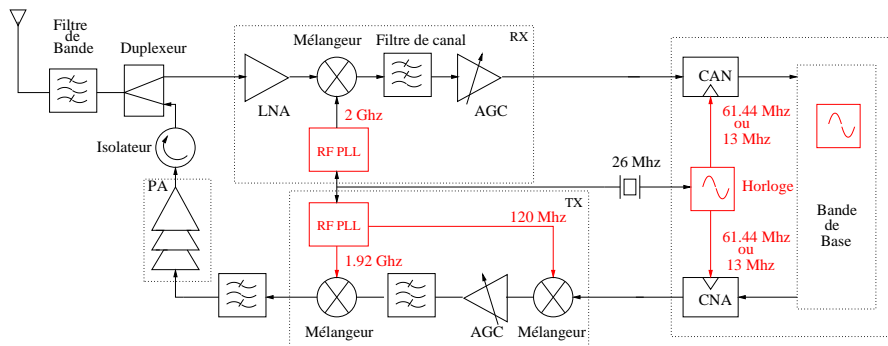 Filtre
de
Bande
Duplexeur
Mélangeur
Filtre de canal
RX
LNA
AGC
CAN
2 Ghz
61.44 Mhz
ou
13 Mhz
Isolateur
RF PLL
26 Mhz
Horloge
PA
TX
RF PLL
120 Mhz
Bande
de
Base
61.44 Mhz
ou
13 Mhz
1.92 Ghz
CNA
Mélangeur
AGC
Mélangeur